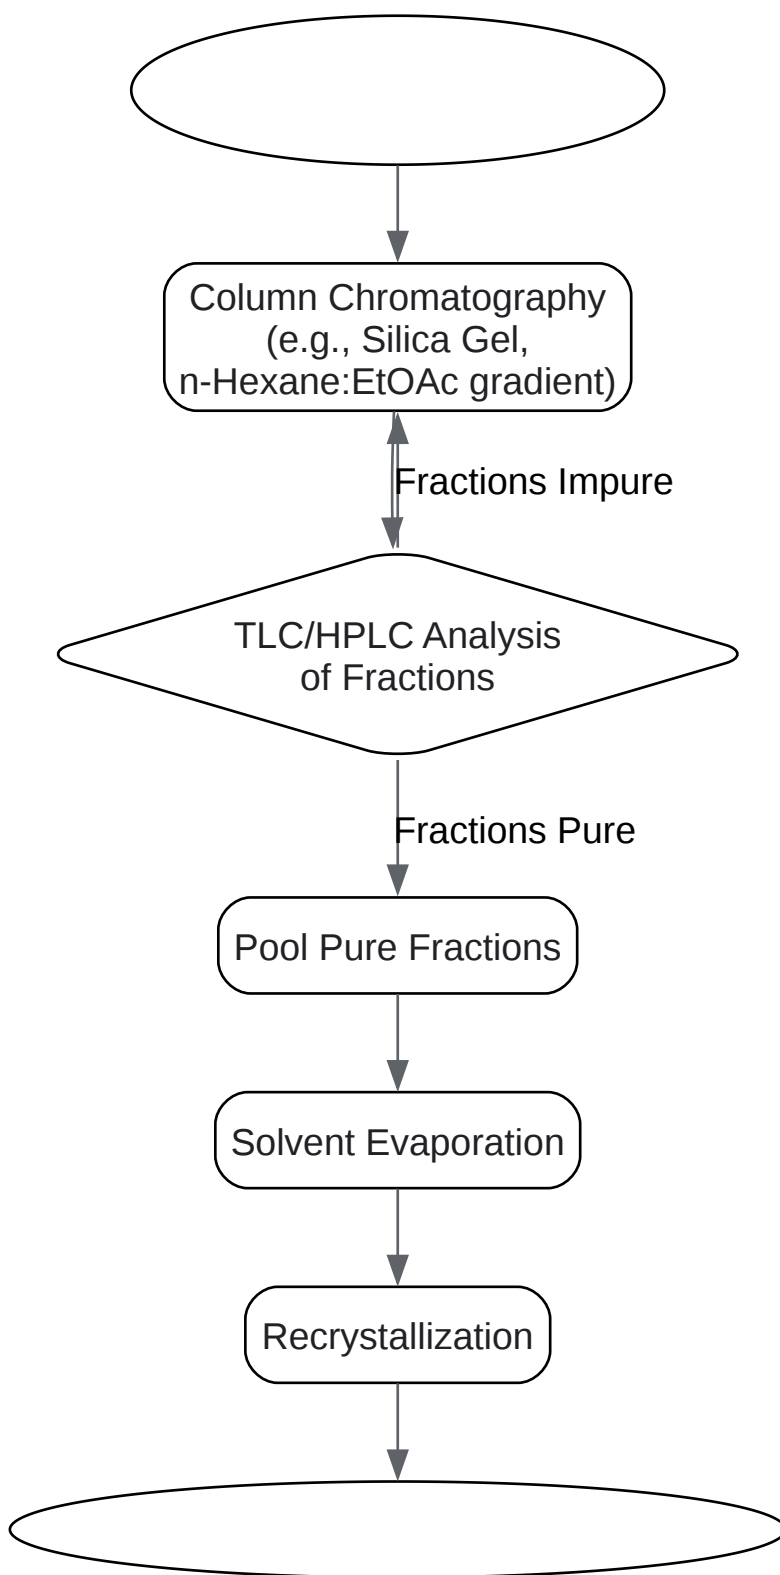 Column Chromatography
(e.g., Silica Gel,
n-Hexane:EtOAc gradient)
Fractions Impure
TLC/HPLC Analysis
of Fractions
Fractions Pure
Pool Pure Fractions
Solvent Evaporation
Recrystallization